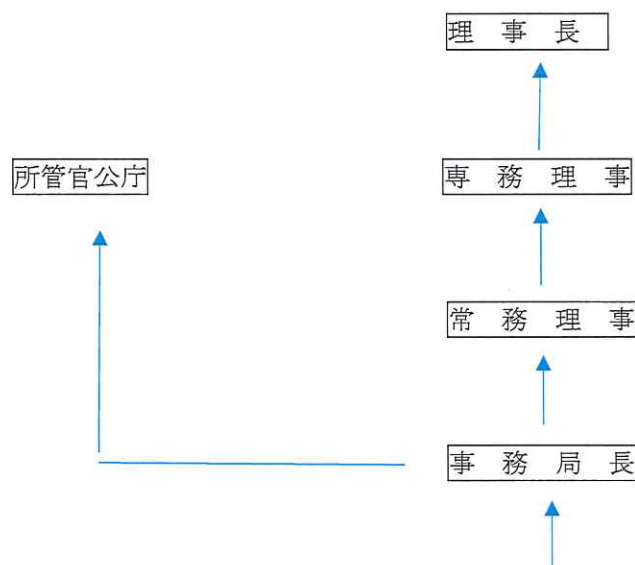 理事長
所管官公庁
専務理事
常務理事
事務局長